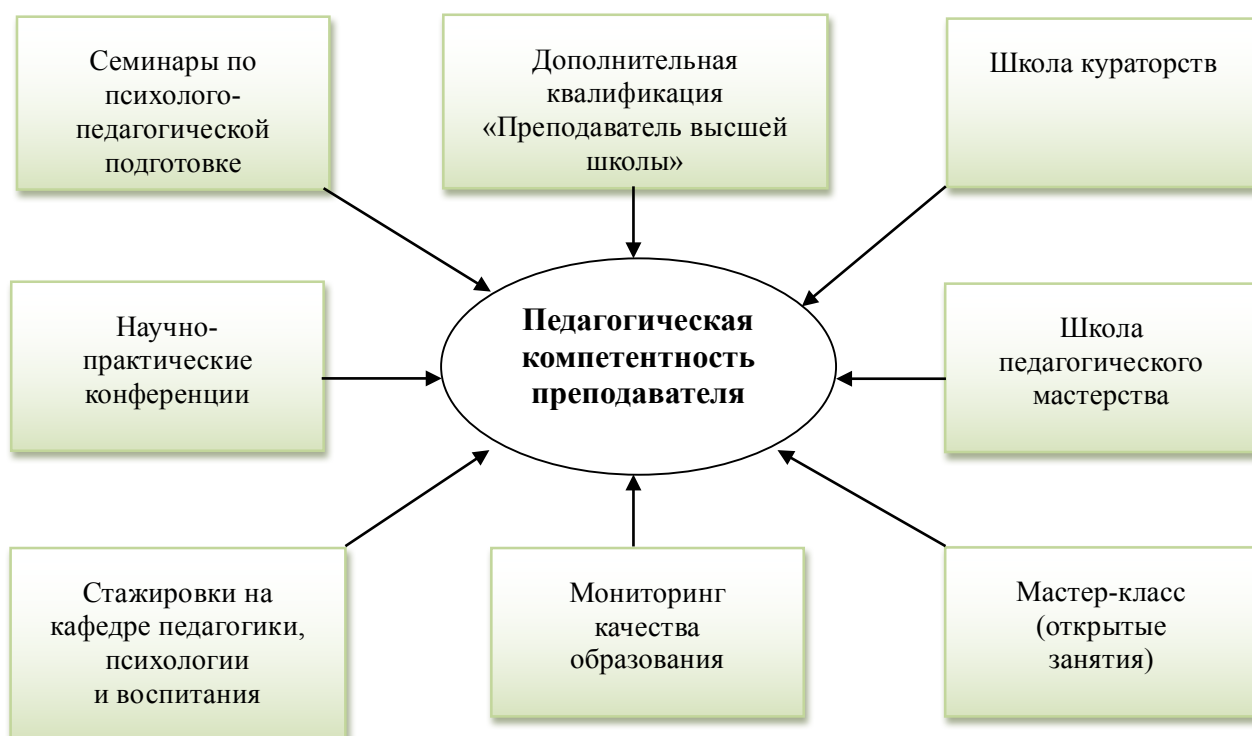 Семинары по
психолого-
педагогической
подготовке
Дополнительная
квалификация
«Преподаватель высшей
школы»
Школа кураторств
Научно-
практические
конференции
Педагогическая
компетентность
преподавателя
Школа
педагогического
мастерства
Стажировки на
кафедре педагогики,
психологии
и воспитания
Мониторинг
качества
образования
Мастер-класс
(открытые
занятия)